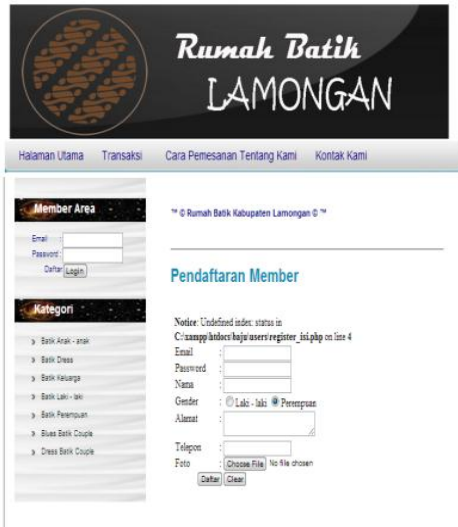 Rumah Batik
LAMONGAN
Halaman Utama Transaksi Cara Pemesanan Tentang Kami Kontak Kami
Member Area
Email :
Password :
Daftar Login
Kategori
Batik Anak - anak
Batik Dress
Batik Keluarga
Batik Laki - laki
Batik Perempuan
Blues Batik Couple
Dress Batik Couple
™ © Rumah Batik Kabupaten Lamongan © ™
Pendaftaran Member
Notice: Undefined index: status in
C:\xampp\htdocs\baju\users\register_isi.php on line 4
Email :
Password :
Nama :
Gender : Laki - laki Perempuan
Alamat :
Telepon :
Foto : Choose File No file chosen
Daftar Clear